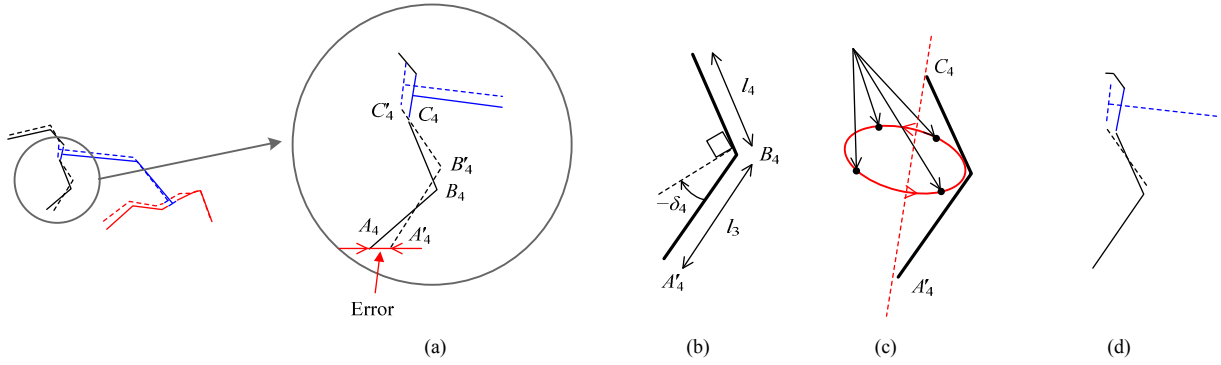 C′₄ C₄
B′₄
B₄
A₄ A′₄
Error
(a)
l₄
B₄
−δ₄
l₃
A′₄
(b)
C₄
A′₄
(c)
(d)